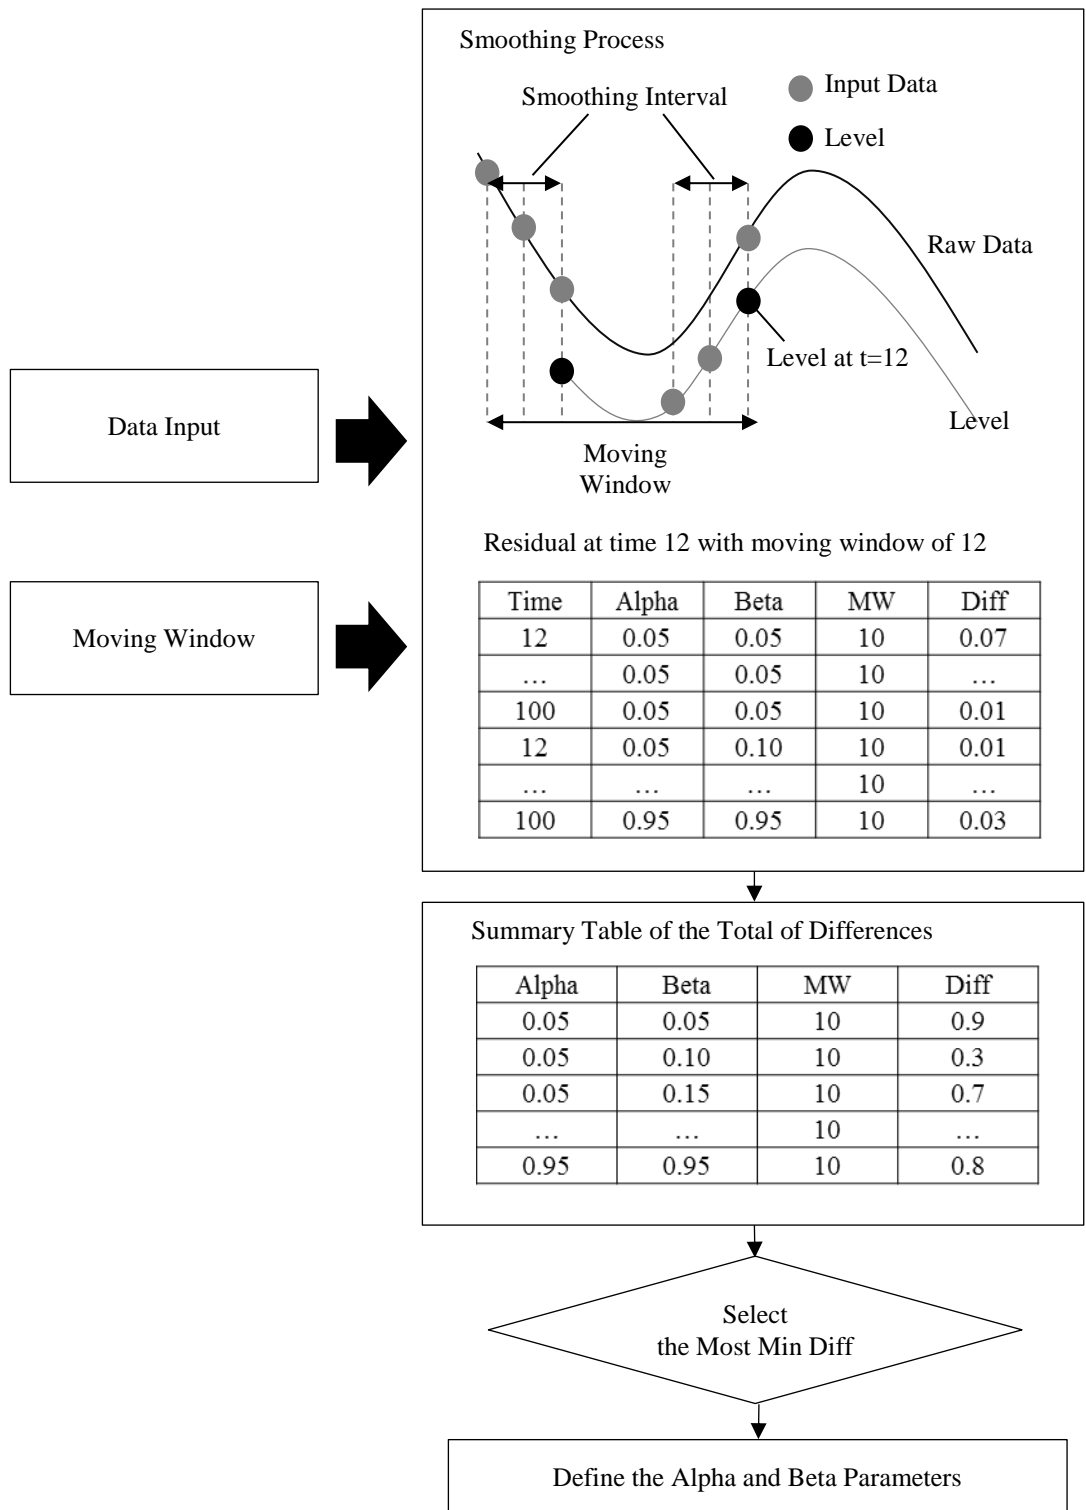 Smoothing Process
Smoothing Interval
Input Data
Level
Raw Data
Level at t=12
Level
Moving
Window
Data Input
Moving Window
Residual at time 12 with moving window of 12
Time Alpha Beta MW Diff
12 0.05 0.05 10 0.07
... 0.05 0.05 10 ...
100 0.05 0.05 10 0.01
12 0.05 0.10 10 0.01
... ... ... 10 ...
100 0.95 0.95 10 0.03
Summary Table of the Total of Differences
Alpha Beta MW Diff
0.05 0.05 10 0.9
0.05 0.10 10 0.3
0.05 0.15 10 0.7
... ... 10 ...
0.95 0.95 10 0.8
Select
the Most Min Diff
Define the Alpha and Beta Parameters